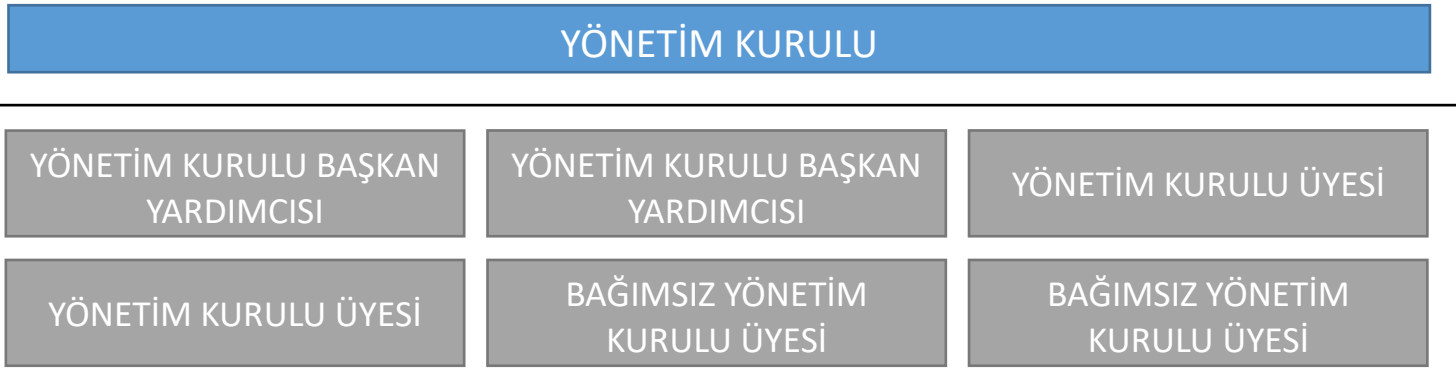 YÖNETİM KURULU
YÖNETİM KURULU BAŞKAN
YARDIMCISI
YÖNETİM KURULU BAŞKAN
YARDIMCISI
YÖNETİM KURULU ÜYESİ
YÖNETİM KURULU ÜYESİ
BAĞIMSIZ YÖNETİM
KURULU ÜYESİ
BAĞIMSIZ YÖNETİM
KURULU ÜYESİ